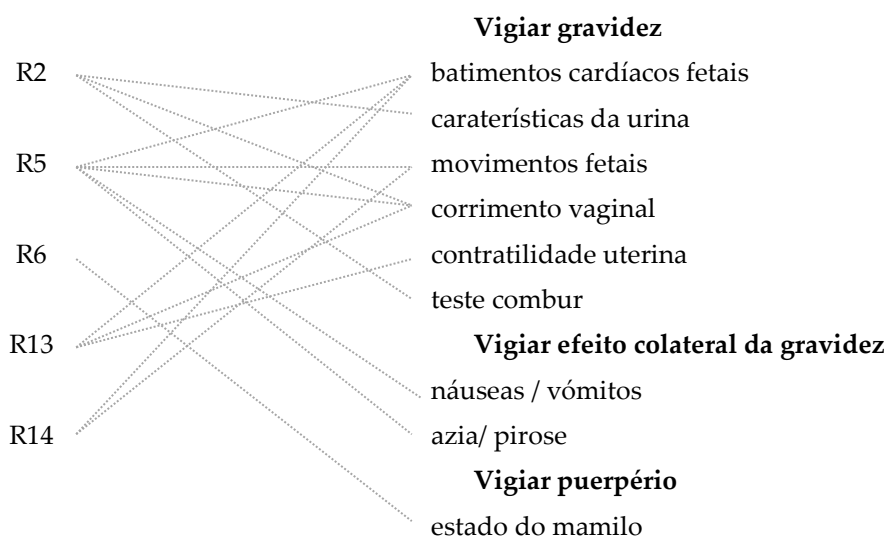 Vigiar gravidez
R2 batimentos cardíacos fetais
caraterísticas da urina
R5 movimentos fetais
corrimento vaginal
R6 contratilidade uterina
teste combur
R13 Vigiar efeito colateral da gravidez
náuseas / vómitos
R14 azia/ pirose
Vigiar puerpério
estado do mamilo